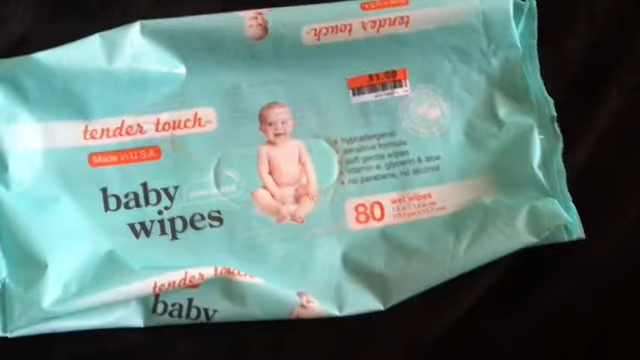 tender touch
$1.00
tender touch
Made in U.S.A.
hypoallergenic
sensitive formula
soft gentle wipes
vitamin e, glycerin & aloe
no parabens, no alcohol
baby
wipes
80 wet wipes
tender touch
baby